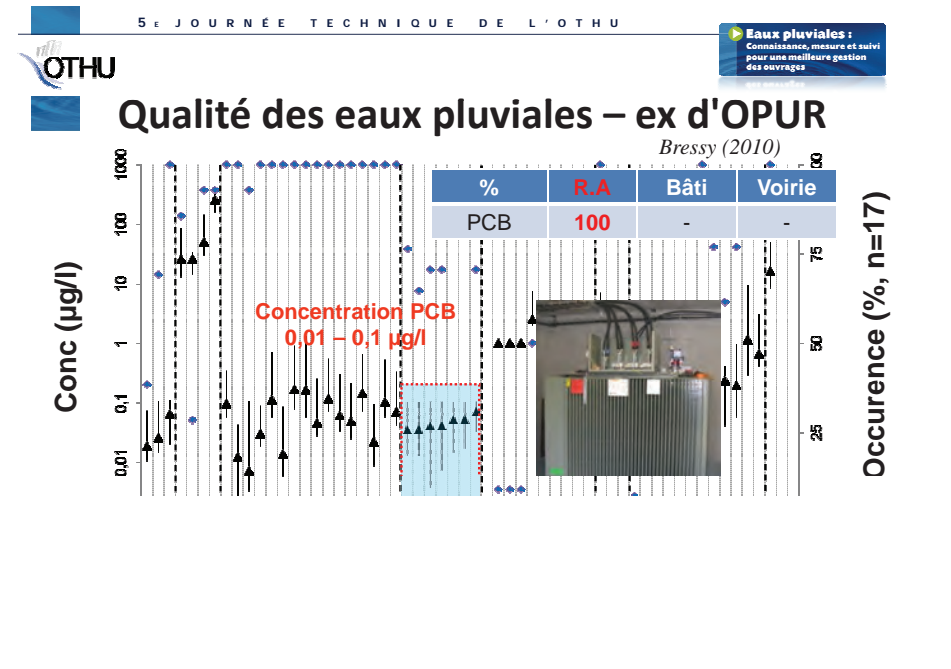 5E JOURNÉE TECHNIQUE DE L'OTHU
Eaux pluviales :
Connaissance, mesure et suivi
pour une meilleure gestion
des ouvrages
OTHU
Qualité des eaux pluviales – ex d'OPUR
Bressy (2010)
% R.A Bâti Voirie
PCB 100 - -
Conc (µg/l)
1000
100
10
1
0,1
0,01
Concentration PCB
0,01 – 0,1 µg/l
75
50
25
Occurence (%, n=17)